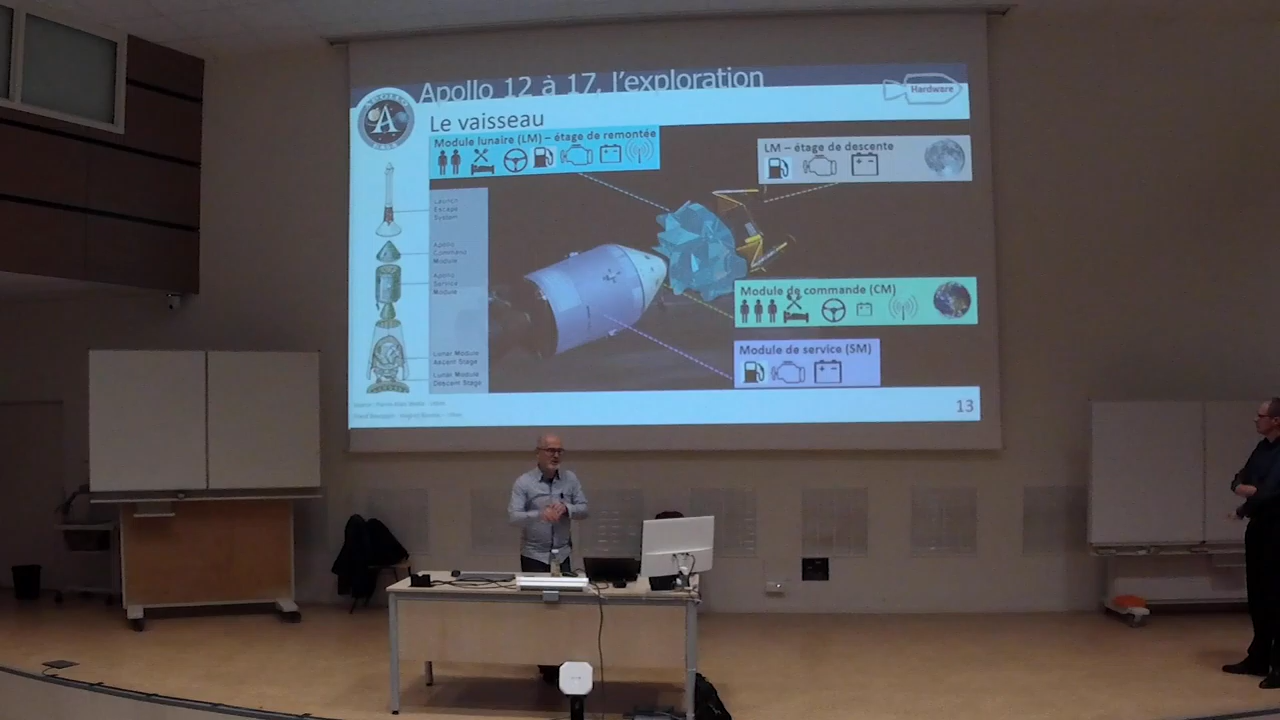 Apollo 12 à 17, l'exploration
Hardware
Le vaisseau
Module lunaire (LM) – étage de remontée
LM – étage de descente
Launch
Escape
System
Apollo
Command
Module
Apollo
Service
Module
Module de commande (CM)
Module de service (SM)
Lunar Module
Ascent Stage
Lunar Module
Descent Stage
13